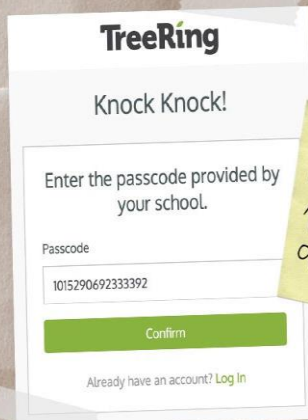 TreeRing
Knock Knock!
Enter the passcode provided by
your school.
Passcode
1015290692333392
Confirm
Already have an account? Log In